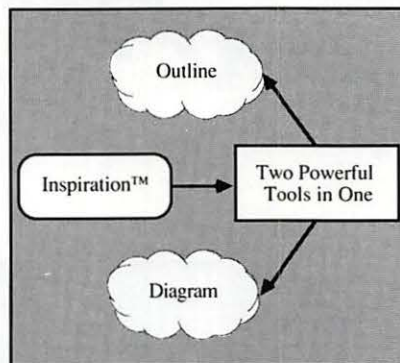 Outline
Inspiration™
Two Powerful
Tools in One
Diagram